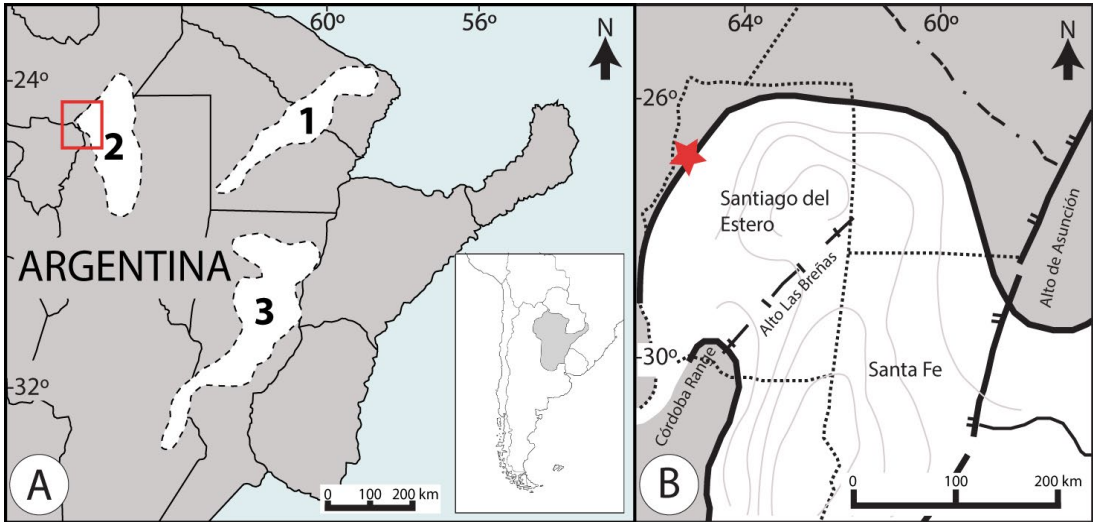 60º
56º
N
24º
1
2
ARGENTINA
3
32º
A
0 100 200 km
64º
60º
N
26º
Santiago del
Estero
Alto Las Breñas
Alto de Asunción
30º
Córdoba Range
Santa Fe
B
0 100 200 km